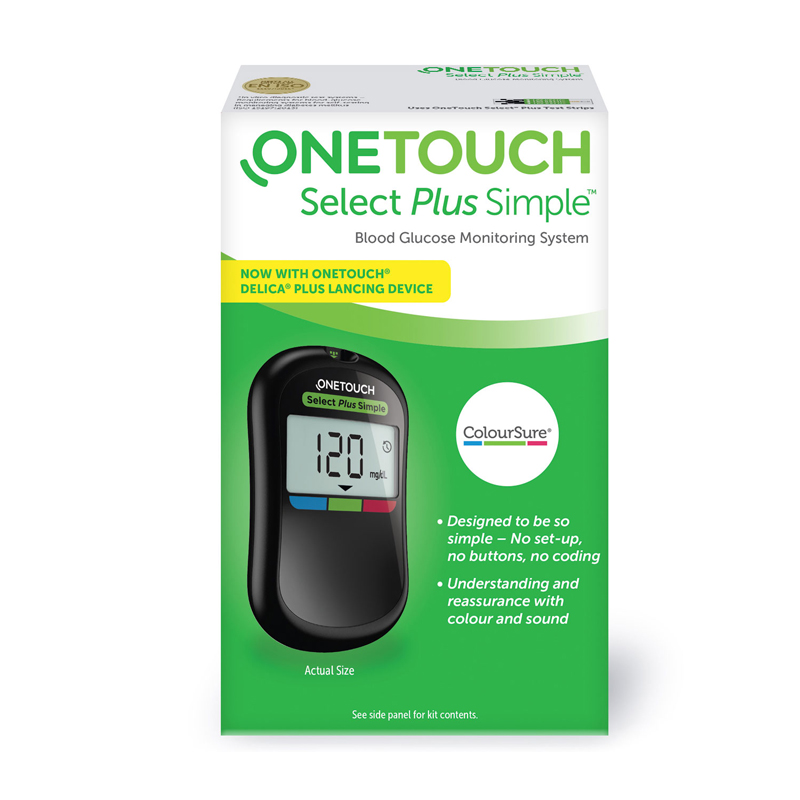 ONETOUCH
Select Plus Simple™
EN ISO
Uses OneTouch Select® Plus Test Strips
ONETOUCH
Select Plus Simple™
Blood Glucose Monitoring System
NOW WITH ONETOUCH®
DELICA® PLUS LANCING DEVICE
ONETOUCH
Select Plus Simple
120
mg/dL
ColourSure®
• Designed to be so
simple – No set-up,
no buttons, no coding
• Understanding and
reassurance with
colour and sound
Actual Size
See side panel for kit contents.